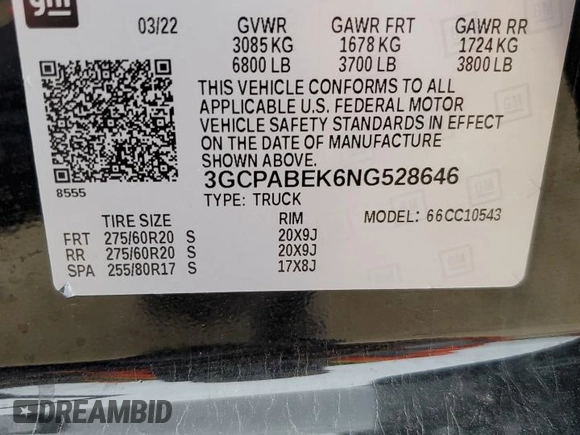 gm
03/22 GVWR GAWR FRT GAWR RR
3085 KG 1678 KG 1724 KG
6800 LB 3700 LB 3800 LB
THIS VEHICLE CONFORMS TO ALL
APPLICABLE U.S. FEDERAL MOTOR
VEHICLE SAFETY STANDARDS IN EFFECT
ON THE DATE OF MANUFACTURE
SHOWN ABOVE.
8555
3GCPABEK6NG528646
TYPE: TRUCK
TIRE SIZE RIM MODEL: 66CC10543
FRT 275/60R20 S 20X9J
RR 275/60R20 S 20X9J
SPA 255/80R17 S 17X8J
DREAMBID